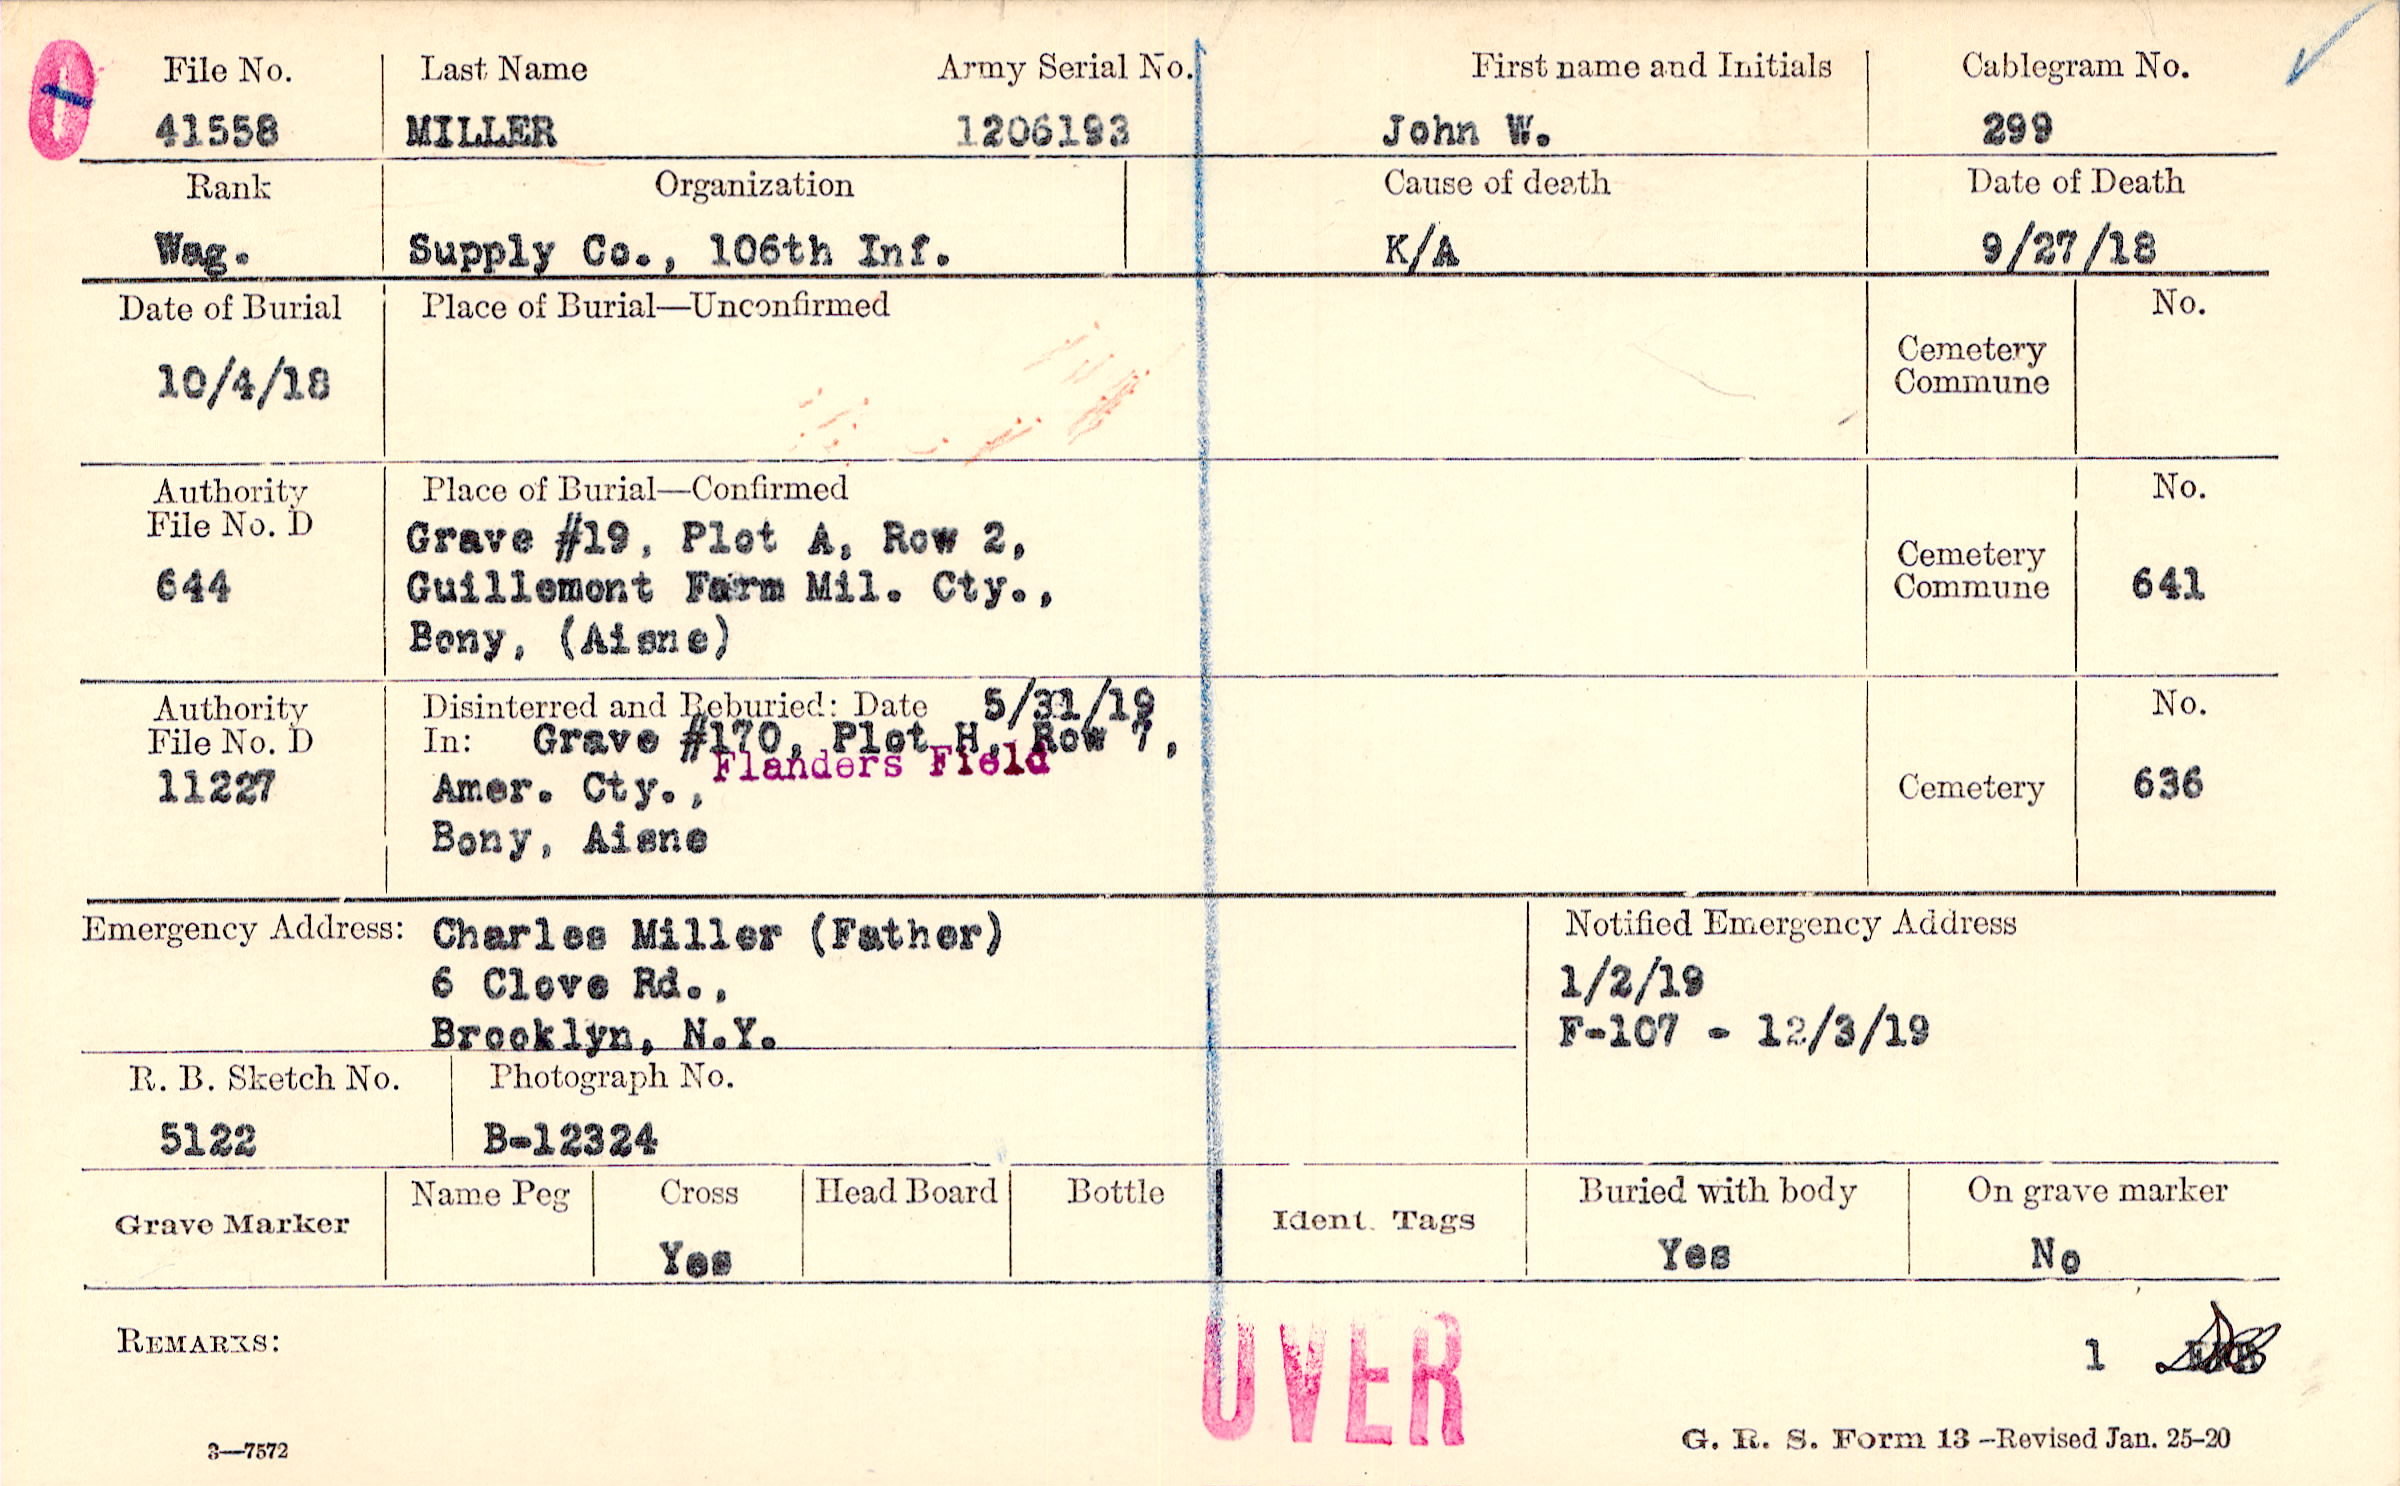 File No. Last Name Army Serial No. First name and Initials Cablegram No.
41558 MILLER 1206193 John W. 299
Rank Organization Cause of death Date of Death
Wag. Supply Co., 106th Inf. K/A 9/27/18
Date of Burial Place of Burial—Unconfirmed No.
Cemetery
Commune
10/4/18
Authority Place of Burial—Confirmed No.
File No. D
Grave #19, Plot A, Row 2,
Cemetery
644 Guillemont Farm Mil. Cty., Commune 641
Bony, (Aisne)
Authority Disinterred and Reburied: Date 5/31/19 No.
File No. D In: Grave #170, Plot H, Row 7,
Flanders Field
11227 Amer. Cty., Cemetery 636
Bony, Aisne
Emergency Address: Charles Miller (Father) Notified Emergency Address
6 Clove Rd., 1/2/19
Brooklyn, N.Y. F-107 - 12/3/19
R. B. Sketch No. Photograph No.
5122 B-12324
Grave Marker Name Peg Cross Head Board Bottle Ident. Tags Buried with body On grave marker
Yes Yes No
REMARKS: 1
OVER
3—7572 G. R. S. Form 13—Revised Jan. 25-20